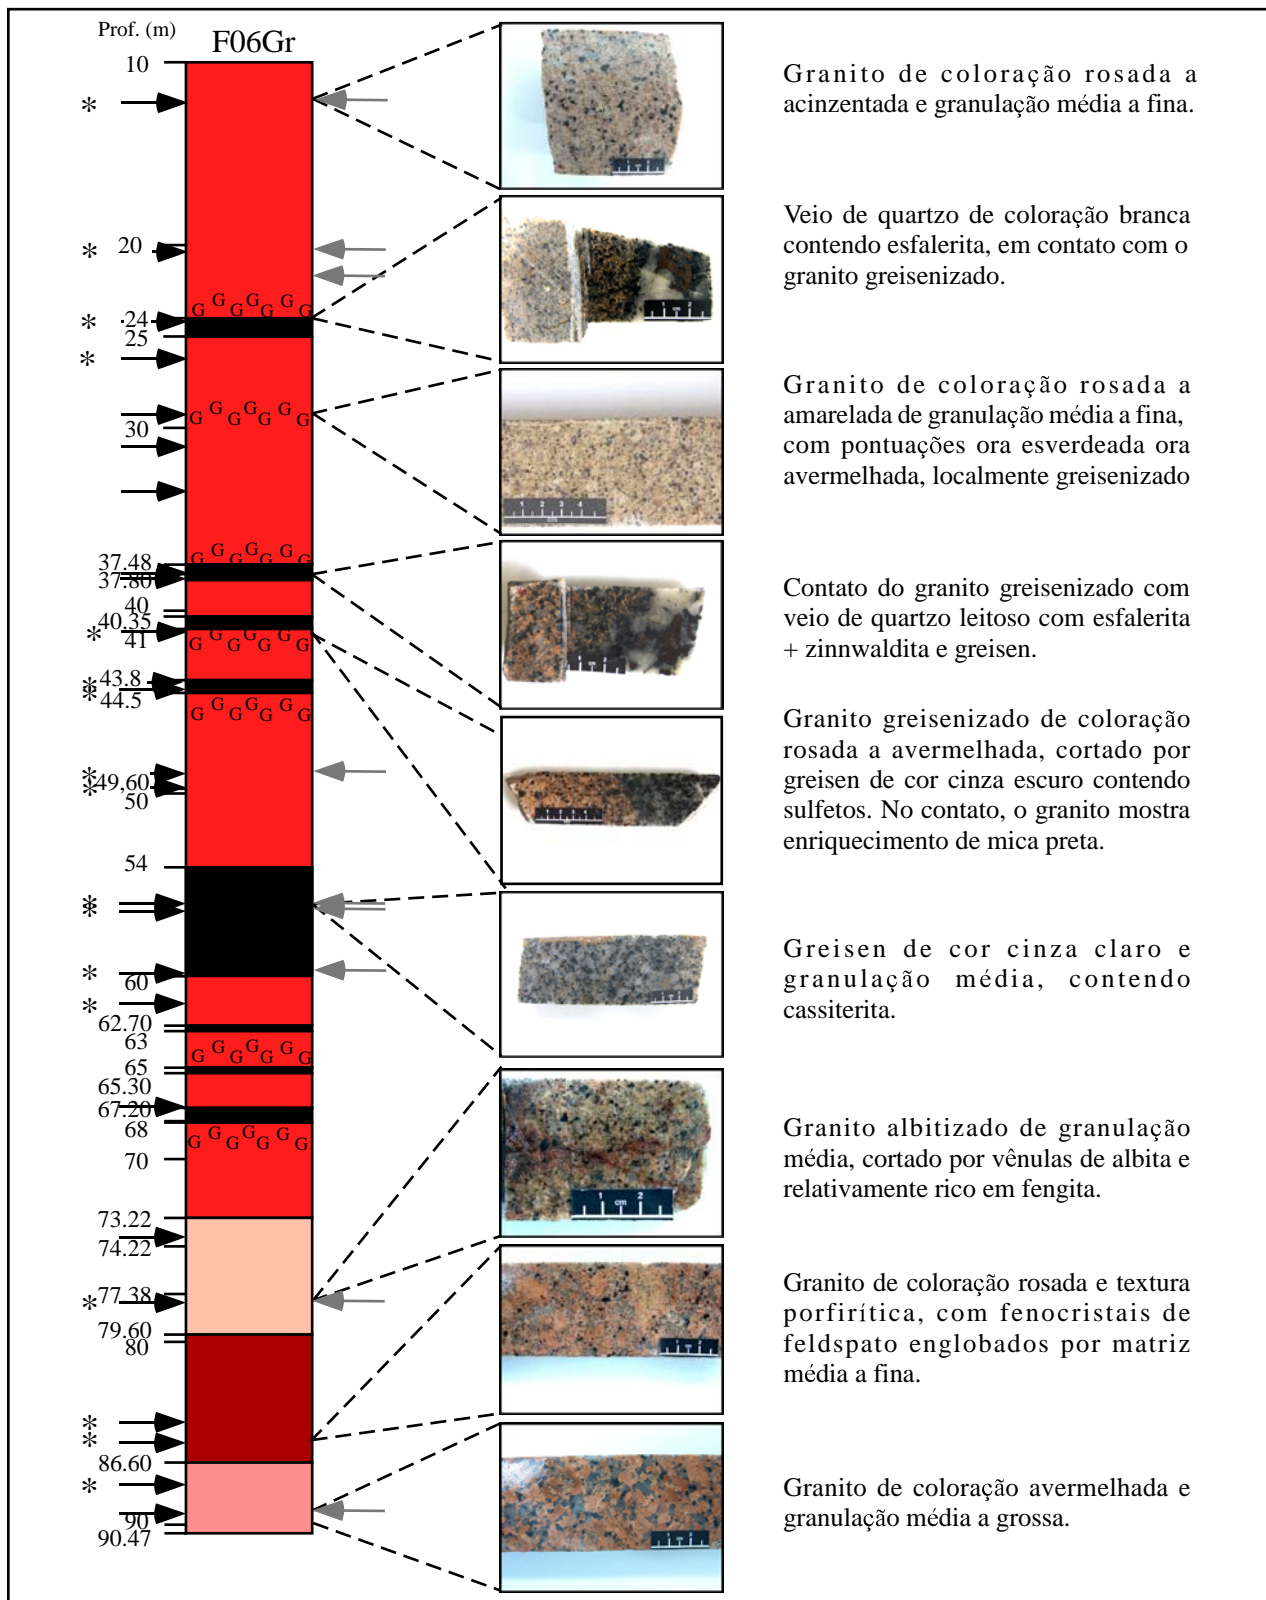 Prof. (m)
F06Gr
10
20
24
25
30
37.48
37.80
40
40.35
41
43.8
44.5
49,60
50
54
60
62.70
63
65
65.30
67.20
68
70
73.22
74.22
77.38
79.60
80
86.60
90
90.47
G G G G G G G
G G G G G G G
G G G G G G G
G G G G G G G
G G G G G G G
G G G G G G G
G G G G G G G
Granito de coloração rosada a
acinzentada e granulação média a fina.
Veio de quartzo de coloração branca
contendo esfalerita, em contato com o
granito greisenizado.
Granito de coloração rosada a
amarelada de granulação média a fina,
com pontuações ora esverdeada ora
avermelhada, localmente greisenizado
Contato do granito greisenizado com
veio de quartzo leitoso com esfalerita
+ zinnwaldita e greisen.
Granito greisenizado de coloração
rosada a avermelhada, cortado por
greisen de cor cinza escuro contendo
sulfetos. No contato, o granito mostra
enriquecimento de mica preta.
Greisen de cor cinza claro e
granulação média, contendo
cassiterita.
Granito albitizado de granulação
média, cortado por vênulas de albita e
relativamente rico em fengita.
Granito de coloração rosada e textura
porfirítica, com fenocristais de
feldspato englobados por matriz
média a fina.
Granito de coloração avermelhada e
granulação média a grossa.
1 2 3 4
cm
1 2
cm